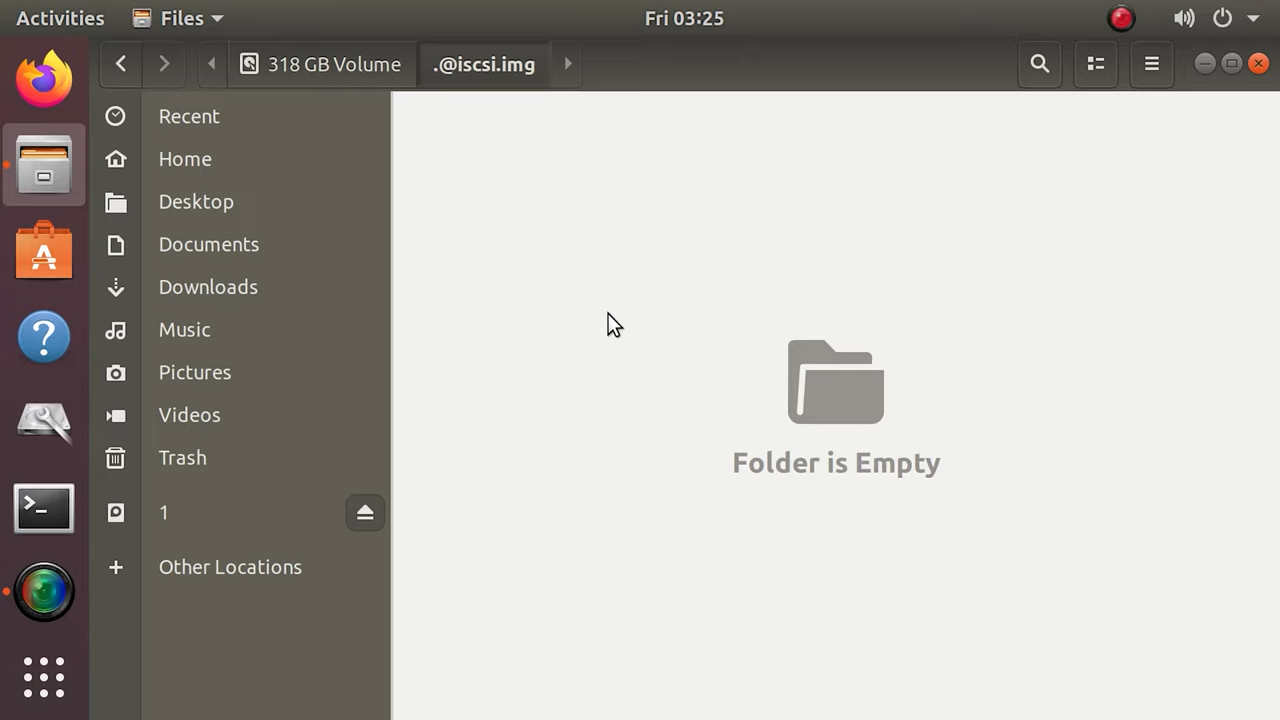 Activities Files Fri 03:25
318 GB Volume .@iscsi.img
Recent
Home
Desktop
Documents
Downloads
Music
Pictures
Videos
Trash
1
Other Locations
Folder is Empty